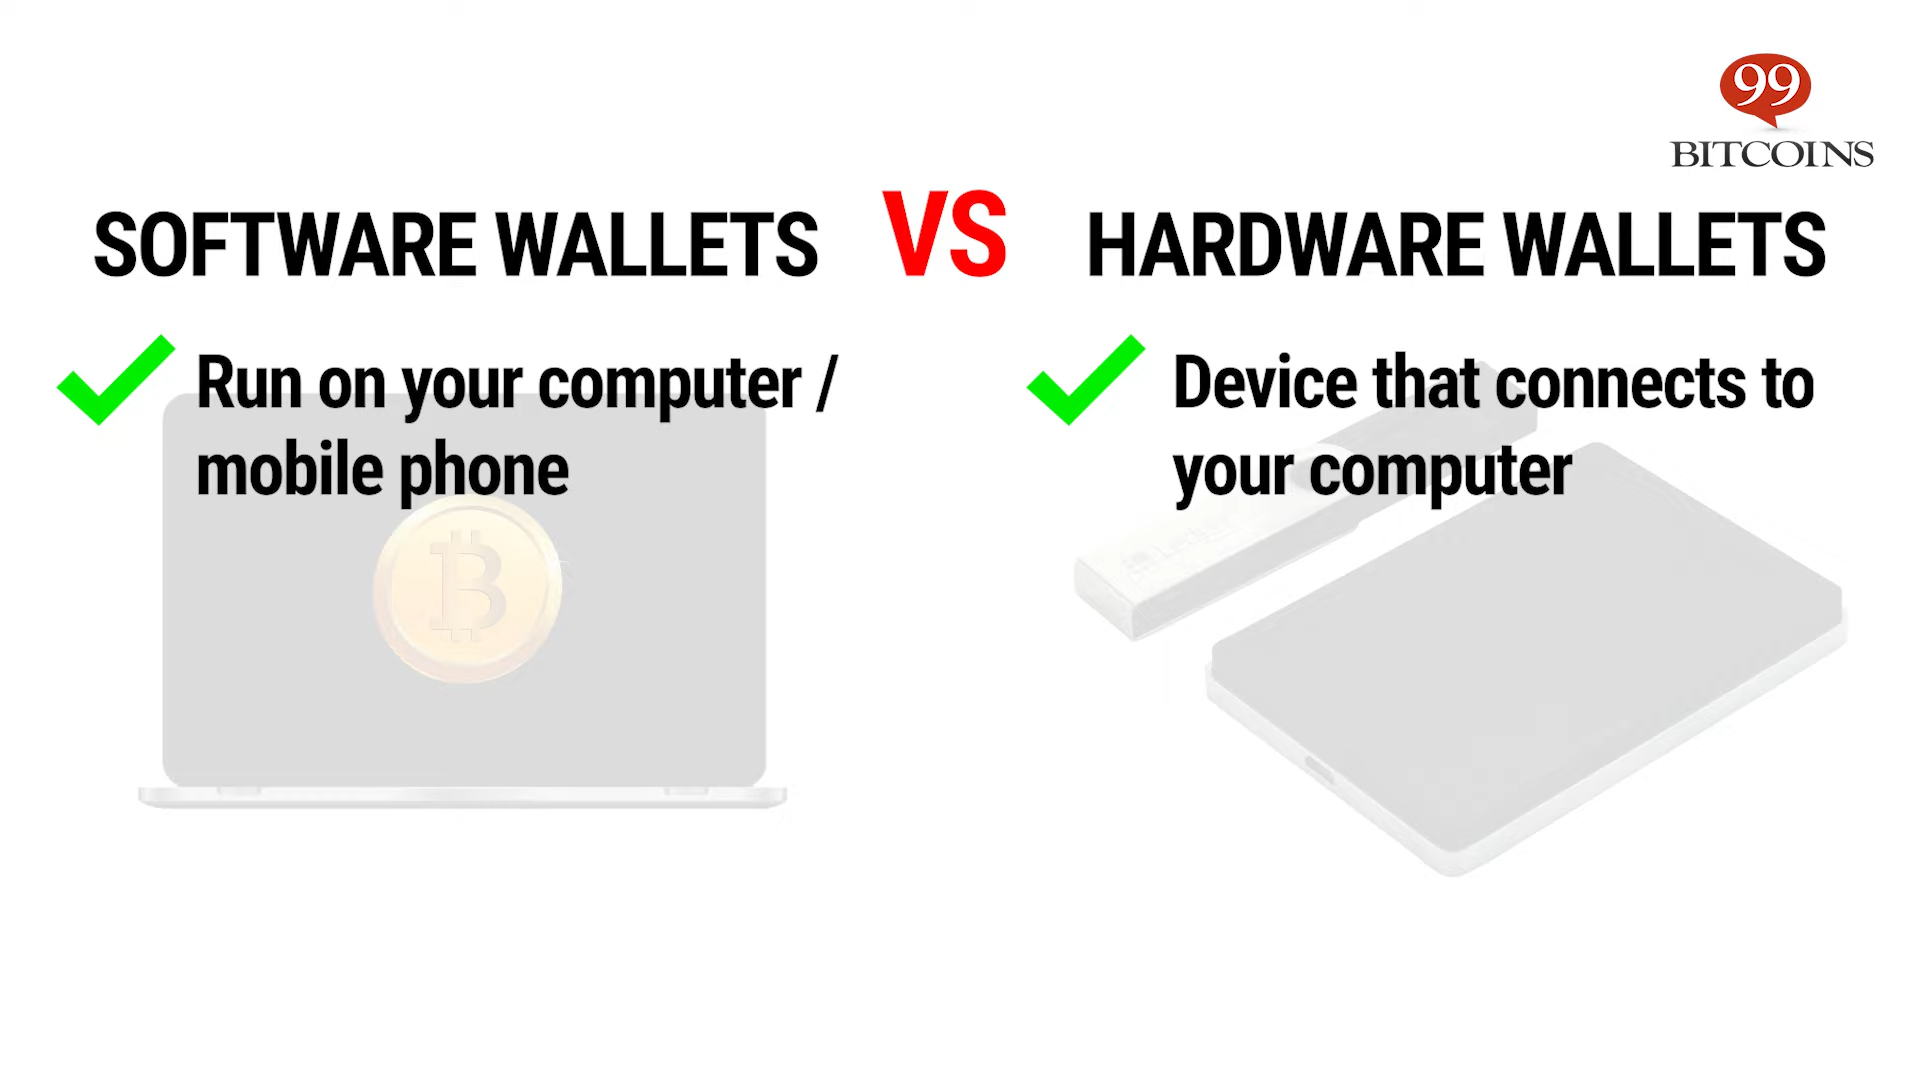 99
BITCOINS
SOFTWARE WALLETS VS HARDWARE WALLETS
Run on your computer /
mobile phone
Device that connects to
your computer